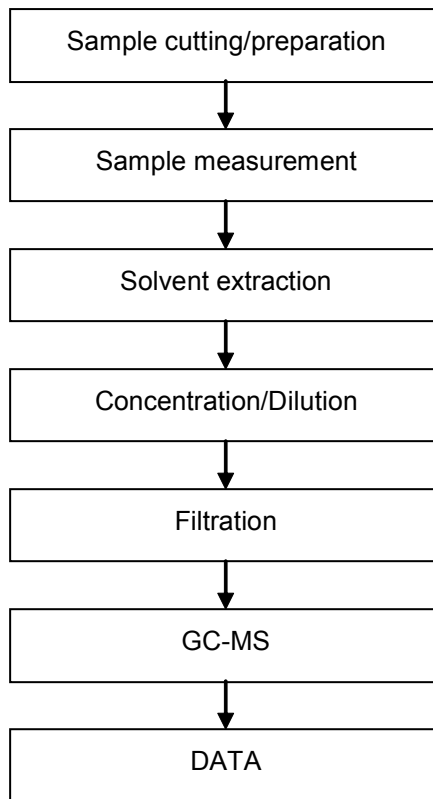 Sample cutting/preparation
Sample measurement
Solvent extraction
Concentration/Dilution
Filtration
GC-MS
DATA